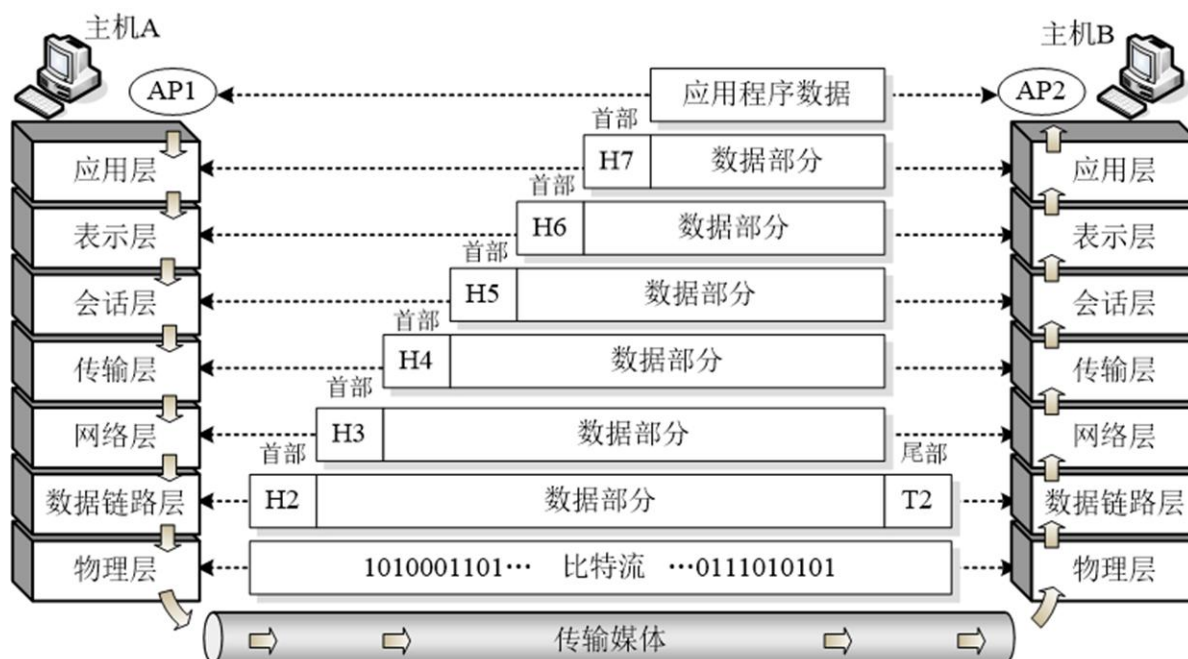 主机A
主机B
AP1
应用程序数据
AP2
首部
应用层
H7
数据部分
应用层
首部
表示层
H6
数据部分
表示层
首部
会话层
H5
数据部分
会话层
首部
传输层
H4
数据部分
传输层
首部
网络层
H3
数据部分
网络层
首部
尾部
数据链路层
H2
数据部分
T2
数据链路层
物理层
1010001101… 比特流 …0111010101
物理层
传输媒体